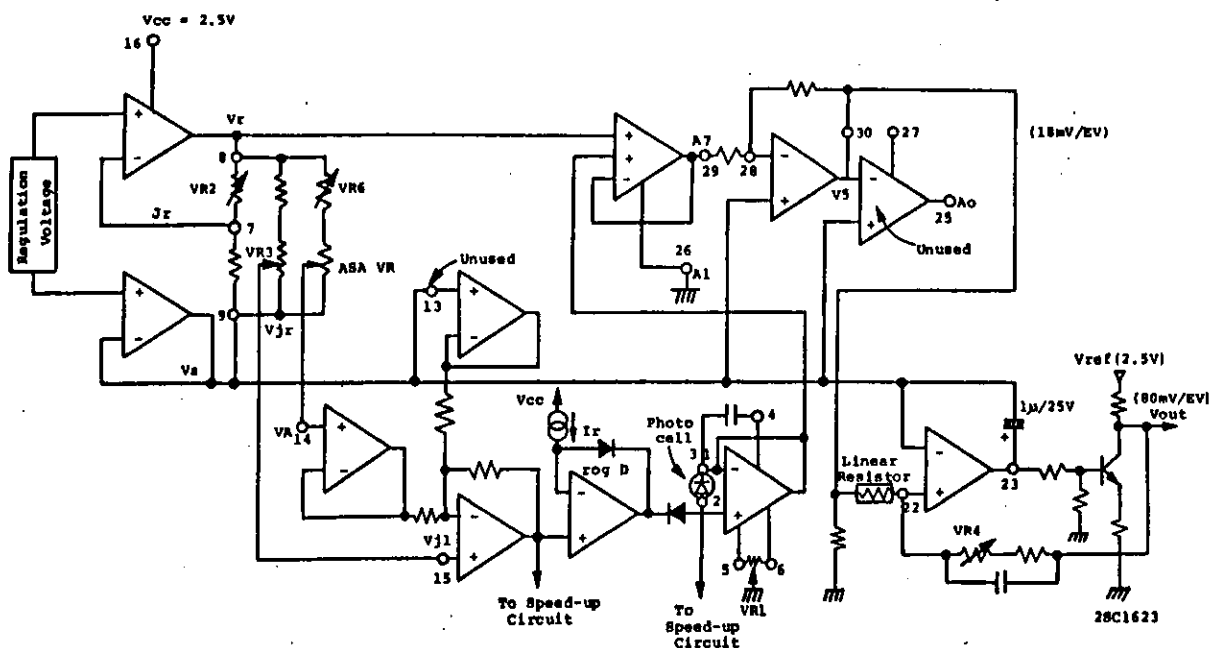 Vcc = 2.5V
16
Vr
8
VR2
VR6
Jr
7
VR3
ASA VR
Regulation
Voltage
9
Vjr
Vs
A7
29
28
30
27
(18mV/EV)
V5
Ao
25
Unused
26
A1
Unused
13
Vcc
Ir
rog D
Photo
cell
3
1
4
2
VA
14
Vj1
15
5
6
VR1
To Speed-up
Circuit
To
Speed-up
Circuit
Linear
Resistor
22
23
VR4
1μ/25V
Vref(2.5V)
(80mV/EV)
Vout
2SC1623